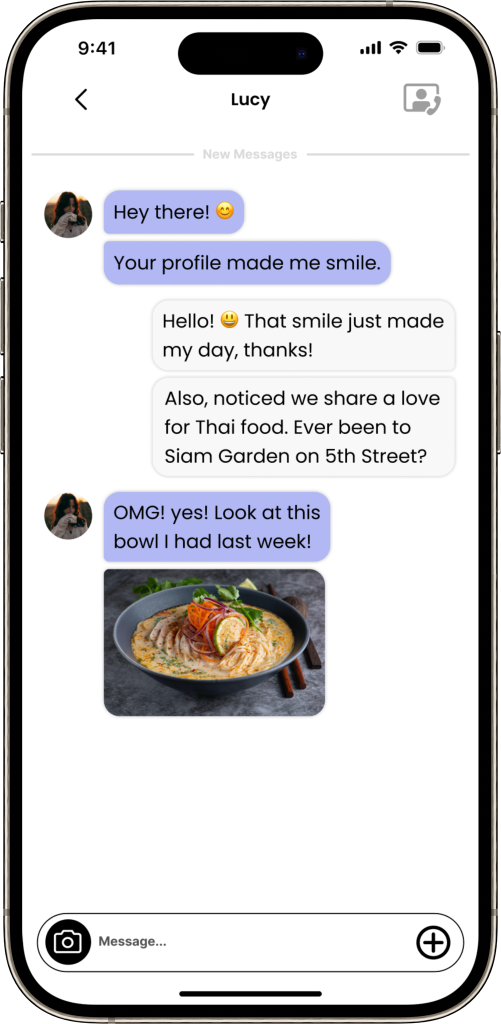 9:41
Lucy
New Messages
Hey there! 😊
Your profile made me smile.
Hello! 😃 That smile just made
my day, thanks!
Also, noticed we share a love
for Thai food. Ever been to
Siam Garden on 5th Street?
OMG! yes! Look at this
bowl I had last week!
Message...